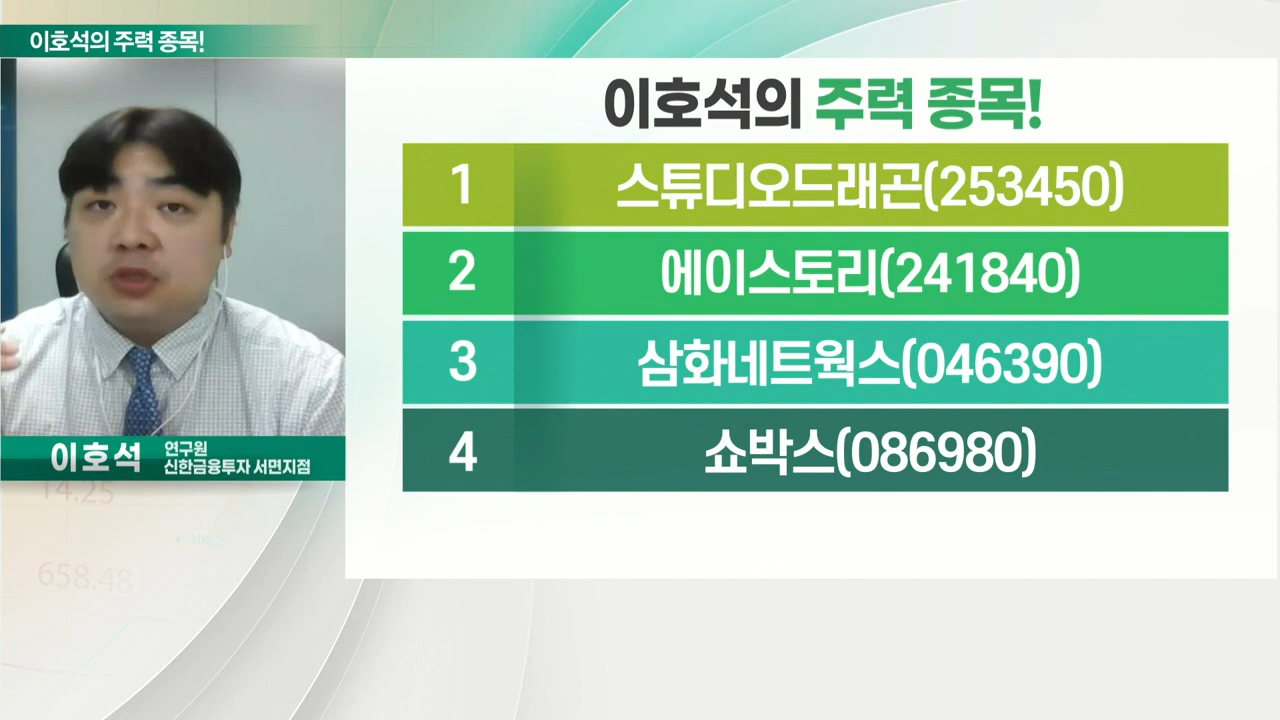 이호석의 주력 종목!
이호석의 주력 종목!
1 스튜디오드래곤(253450)
2 에이스토리(241840)
3 삼화네트웍스(046390)
4 쇼박스(086980)
이호석 연구원
신한금융투자 서면지점
14.25
658.48